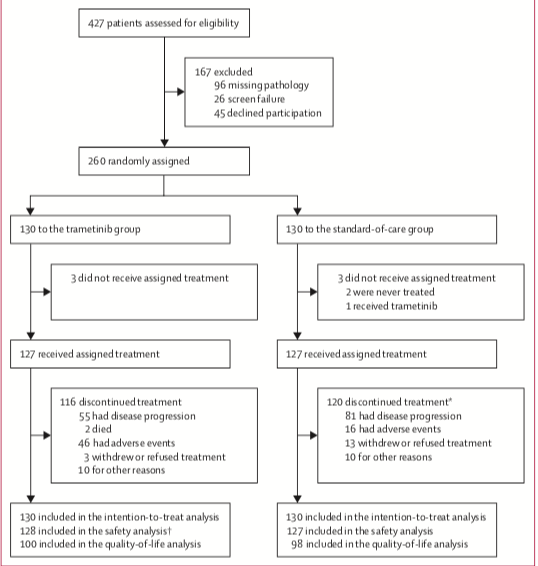 427 patients assessed for eligibility
167 excluded
96 missing pathology
26 screen failure
45 declined participation
260 randomly assigned
130 to the trametinib group
130 to the standard-of-care group
3 did not receive assigned treatment
3 did not receive assigned treatment
2 were never treated
1 received trametinib
127 received assigned treatment
127 received assigned treatment
116 discontinued treatment
55 had disease progression
2 died
46 had adverse events
3 withdrew or refused treatment
10 for other reasons
120 discontinued treatment*
81 had disease progression
16 had adverse events
13 withdrew or refused treatment
10 for other reasons
130 included in the intention-to-treat analysis
128 included in the safety analysis†
100 included in the quality-of-life analysis
130 included in the intention-to-treat analysis
127 included in the safety analysis
98 included in the quality-of-life analysis